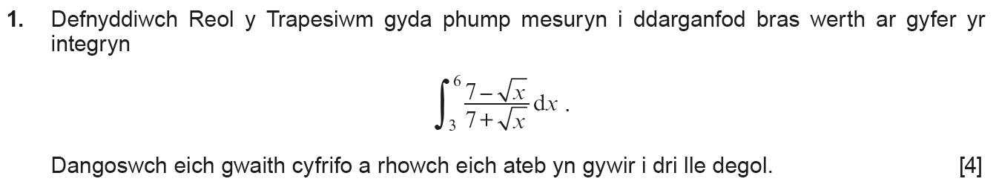 1. Defnyddiwch Reol y Trapesiwm gyda phump mesuryn i ddarganfod bras werth ar gyfer yr
integryn
∫₃⁶ (7 − √x)/(7 + √x) dx .
Dangoswch eich gwaith cyfrifo a rhowch eich ateb yn gywir i dri lle degol. [4]